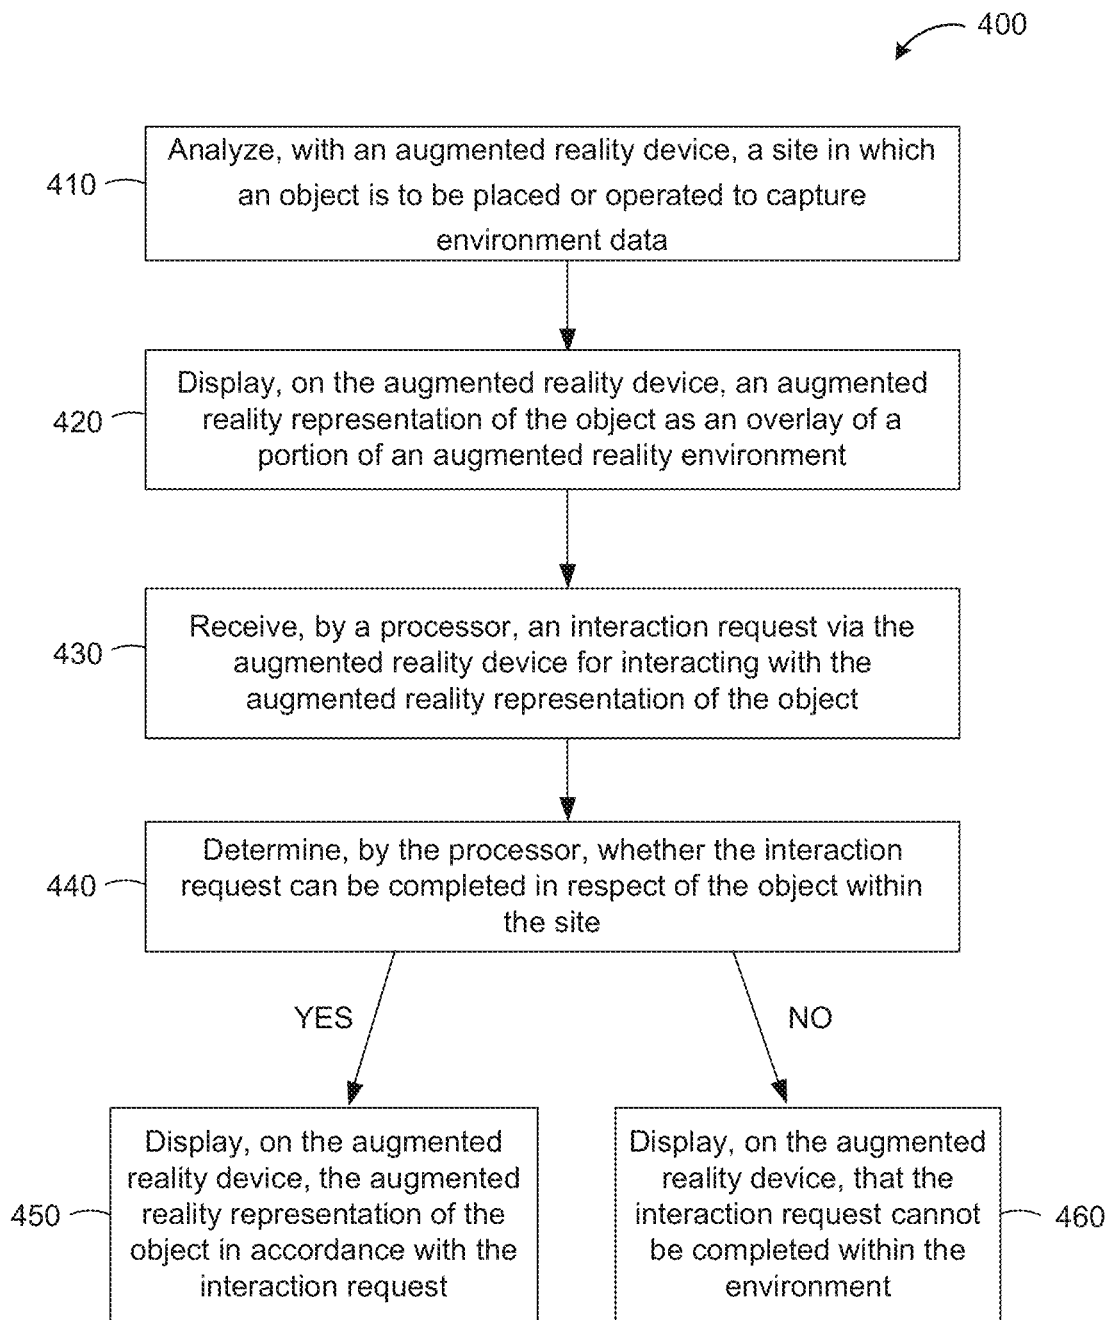 400
410
Analyze, with an augmented reality device, a site in which
an object is to be placed or operated to capture
environment data
420
Display, on the augmented reality device, an augmented
reality representation of the object as an overlay of a
portion of an augmented reality environment
430
Receive, by a processor, an interaction request via the
augmented reality device for interacting with the
augmented reality representation of the object
440
Determine, by the processor, whether the interaction
request can be completed in respect of the object within
the site
YES
NO
450
Display, on the augmented
reality device, the augmented
reality representation of the
object in accordance with the
interaction request
Display, on the augmented
reality device, that the
interaction request cannot
be completed within the
environment
460